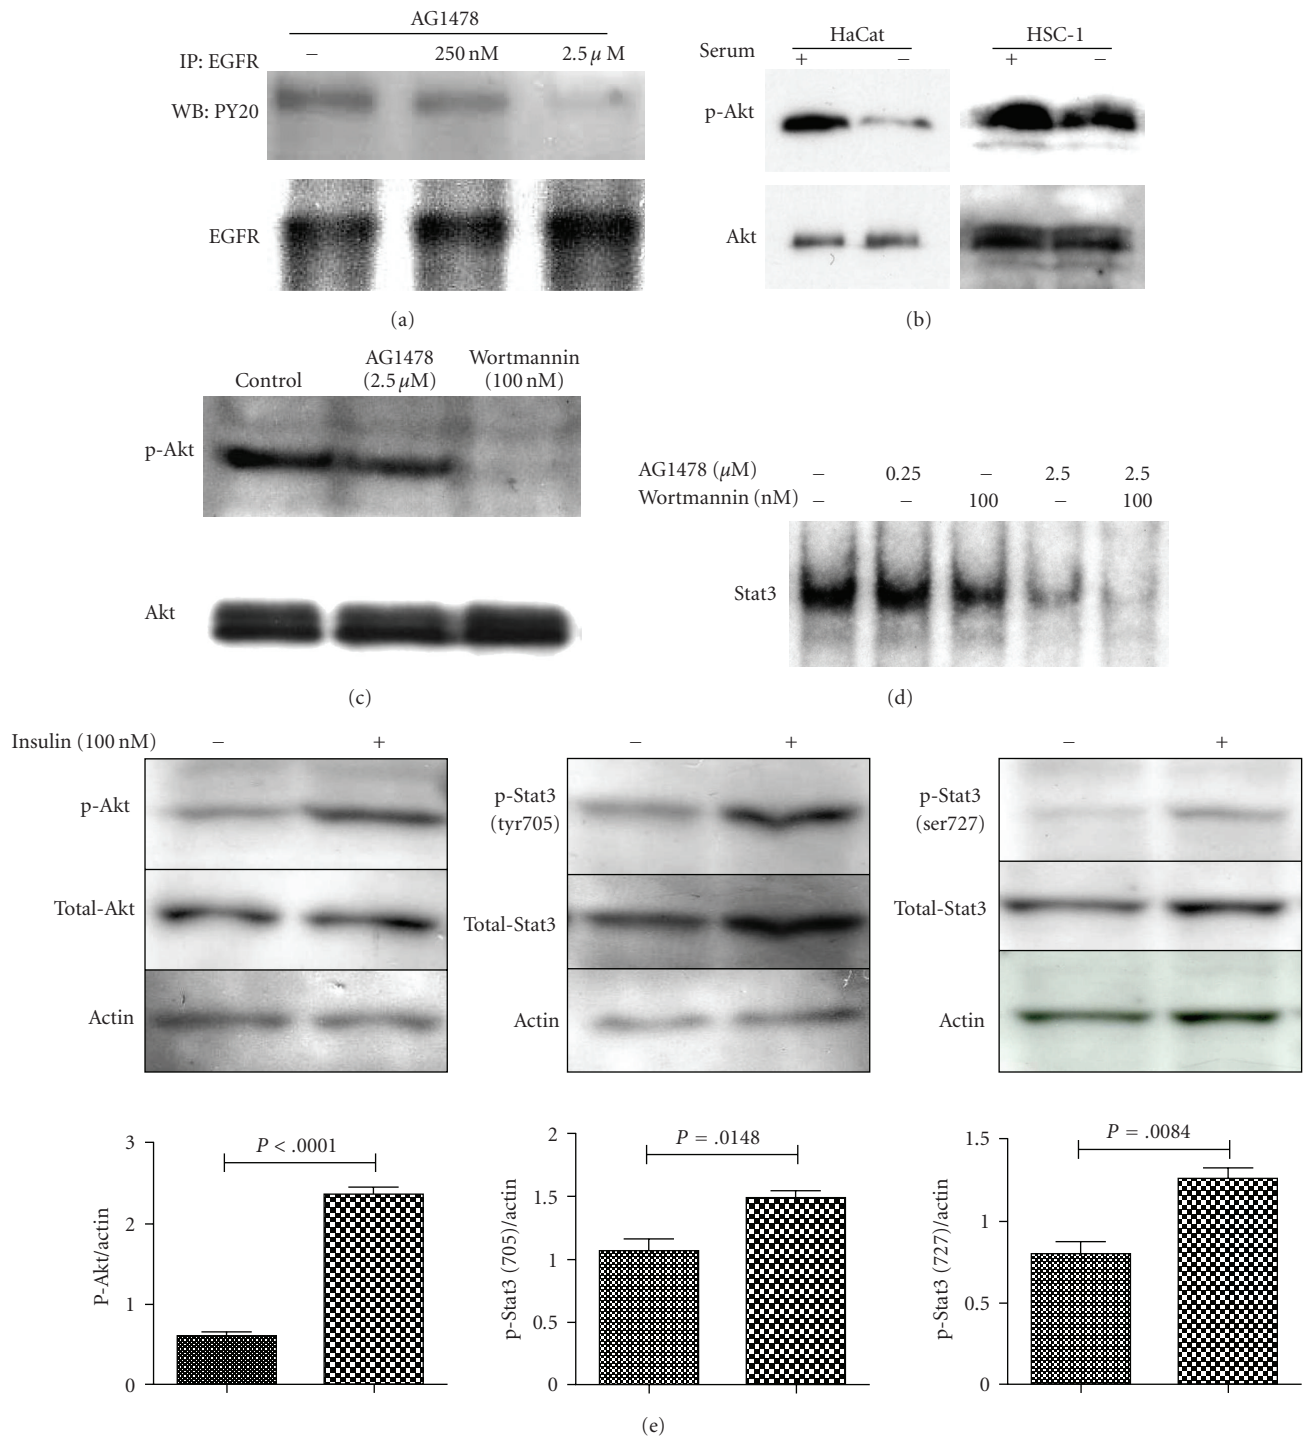 AG1478
IP: EGFR − 250 nM 2.5 μ M
WB: PY20
EGFR
(a)
HaCat HSC-1
Serum + − + −
p-Akt
Akt
(b)
Control AG1478 (2.5 μM) Wortmannin (100 nM)
p-Akt
Akt
(c)
AG1478 (μM) − 0.25 − 2.5 2.5
Wortmannin (nM) − − 100 − 100
Stat3
(d)
Insulin (100 nM) − + − + − +
p-Akt
Total-Akt
Actin
p-Stat3
(tyr705)
Total-Stat3
Actin
p-Stat3
(ser727)
Total-Stat3
Actin
P < .0001
3
2
1
0
P-Akt/actin
P = .0148
2
1.5
1
0.5
0
p-Stat3 (705)/actin
P = .0084
1.5
1
0.5
0
p-Stat3 (727)/actin
(e)